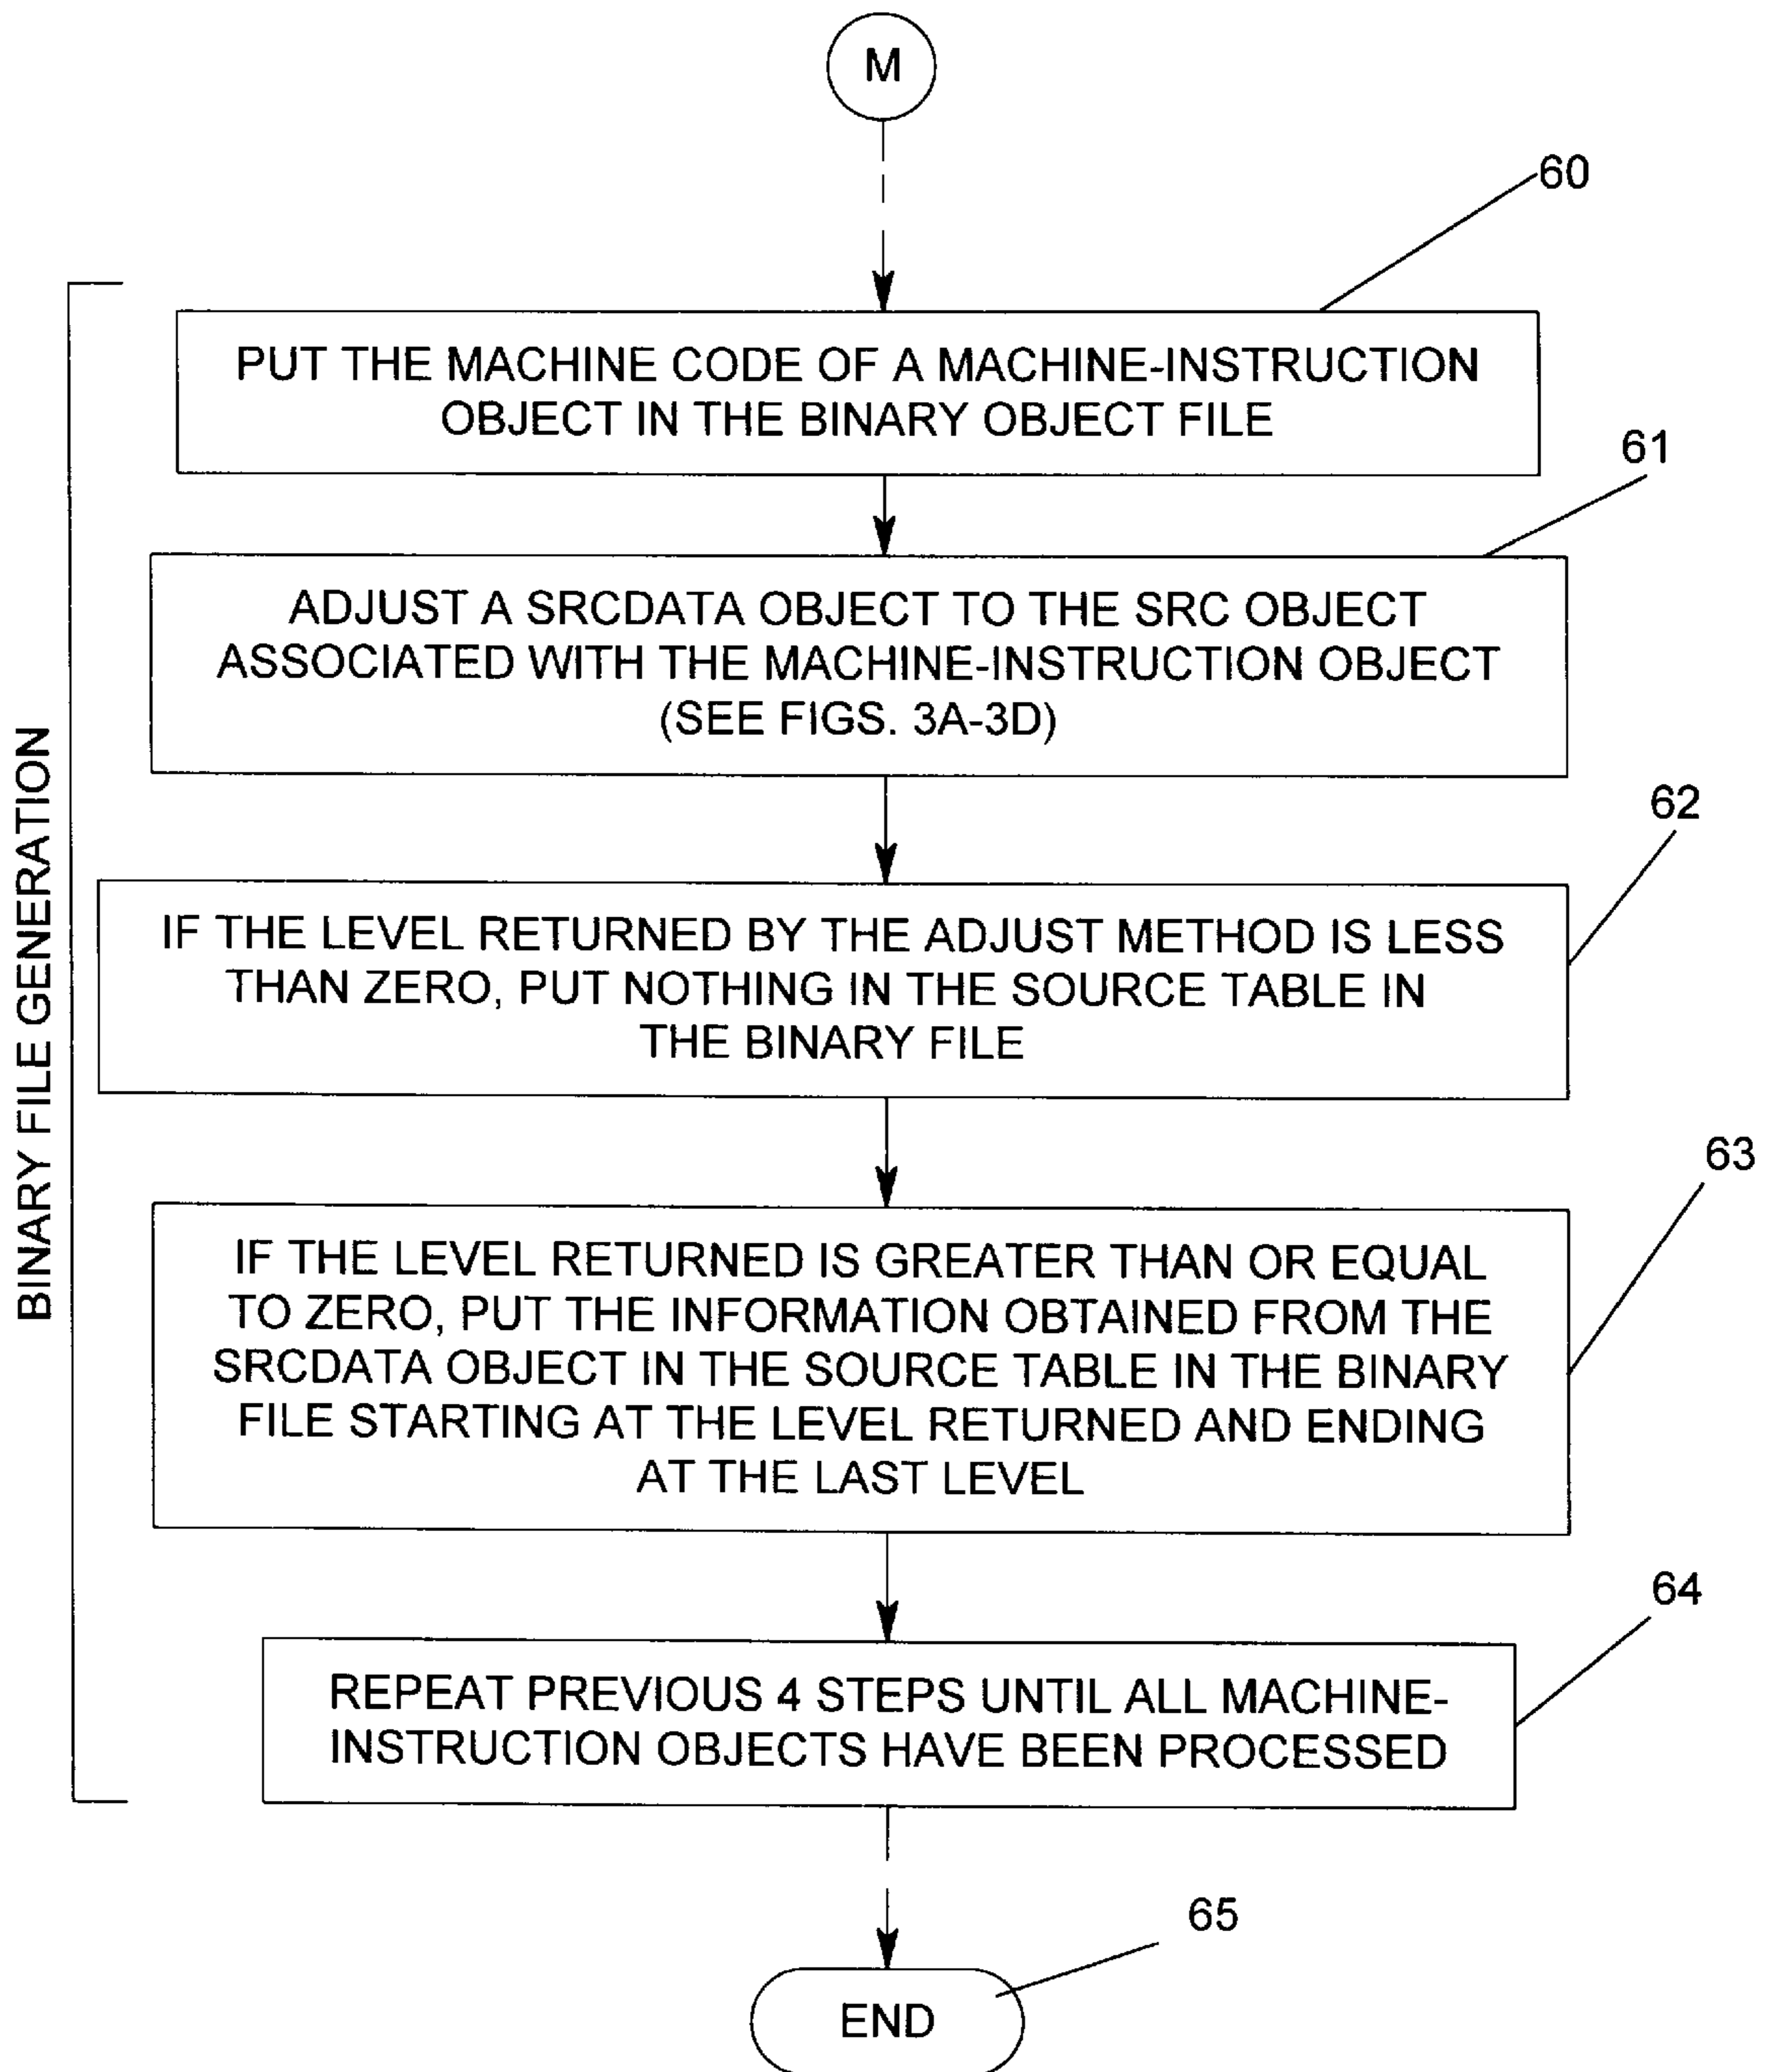 M
60
PUT THE MACHINE CODE OF A MACHINE-INSTRUCTION
OBJECT IN THE BINARY OBJECT FILE
61
ADJUST A SRCDATA OBJECT TO THE SRC OBJECT
ASSOCIATED WITH THE MACHINE-INSTRUCTION OBJECT
(SEE FIGS. 3A-3D)
62
IF THE LEVEL RETURNED BY THE ADJUST METHOD IS LESS
THAN ZERO, PUT NOTHING IN THE SOURCE TABLE IN
THE BINARY FILE
BINARY FILE GENERATION
63
IF THE LEVEL RETURNED IS GREATER THAN OR EQUAL
TO ZERO, PUT THE INFORMATION OBTAINED FROM THE
SRCDATA OBJECT IN THE SOURCE TABLE IN THE BINARY
FILE STARTING AT THE LEVEL RETURNED AND ENDING
AT THE LAST LEVEL
64
REPEAT PREVIOUS 4 STEPS UNTIL ALL MACHINE-
INSTRUCTION OBJECTS HAVE BEEN PROCESSED
65
END